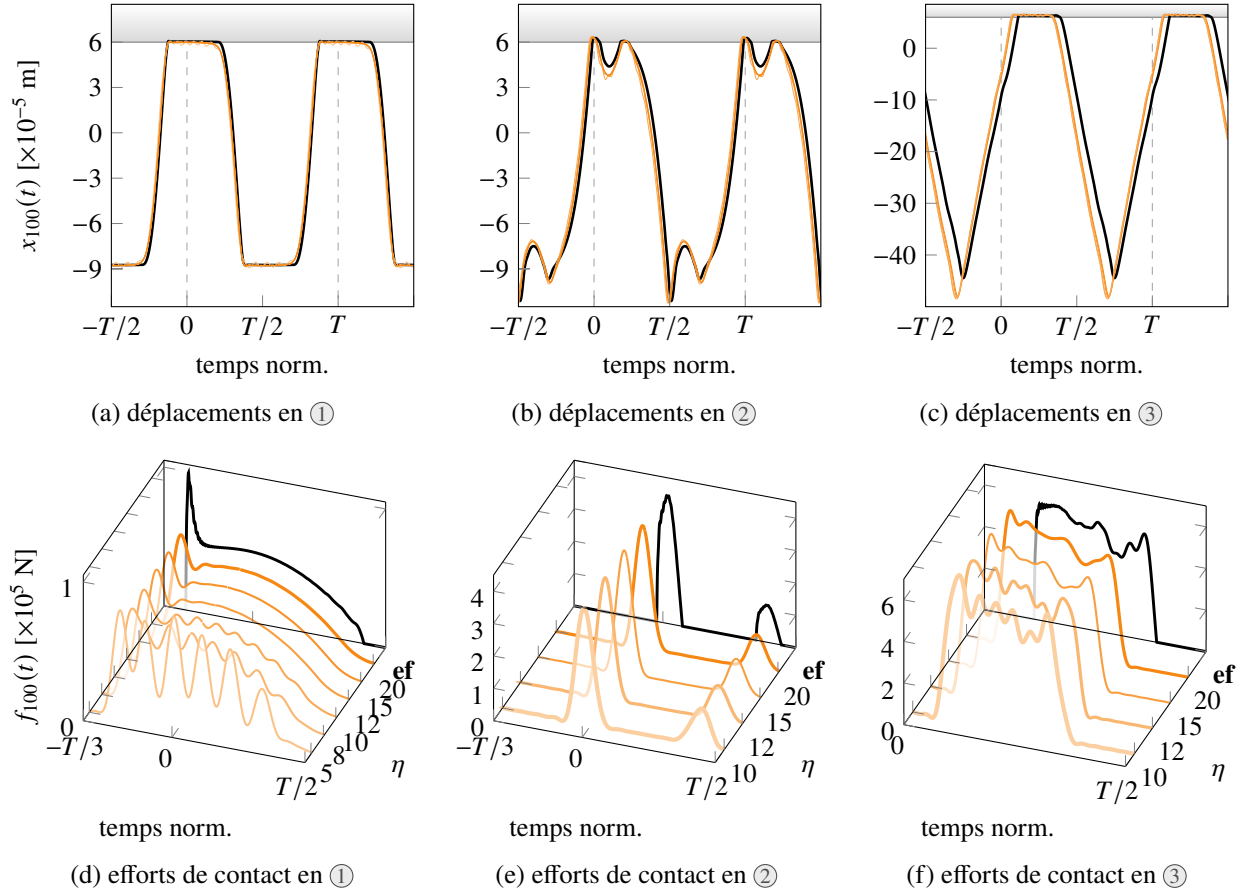 x₁₀₀(t) [×10⁻⁵ m]
6
3
0
−3
−6
−9
−T/2
0
T/2
T
temps norm.
(a) déplacements en ①
6
3
0
−3
−6
−9
−T/2
0
T/2
T
temps norm.
(b) déplacements en ②
0
−10
−20
−30
−40
−T/2
0
T/2
T
temps norm.
(c) déplacements en ③
f₁₀₀(t) [×10⁵ N]
1
0
−T/3
0
T/2
5
8
10
12
15
20
ef
η
temps norm.
(d) efforts de contact en ①
4
3
2
1
0
−T/3
0
T/2
10
12
15
20
ef
η
temps norm.
(e) efforts de contact en ②
6
4
2
0
0
T/2
10
12
15
20
ef
η
temps norm.
(f) efforts de contact en ③